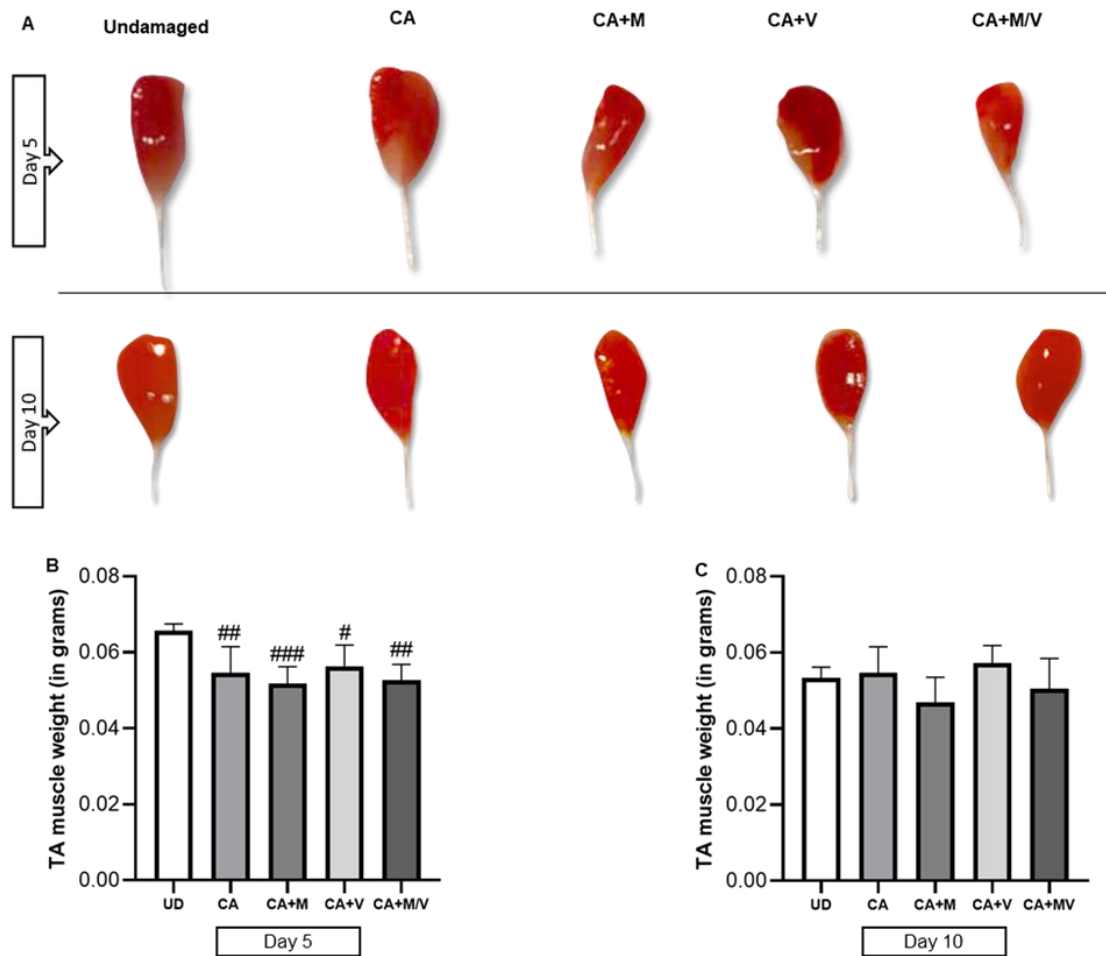 A
Undamaged
CA
CA+M
CA+V
CA+M/V
Day 5
Day 10
B
TA muscle weight (in grams)
0.08
0.06
0.04
0.02
0.00
##
###
#
##
UD
CA
CA+M
CA+V
CA+M/V
Day 5
C
TA muscle weight (in grams)
0.08
0.06
0.04
0.02
0.00
UD
CA
CA+M
CA+V
CA+MV
Day 10